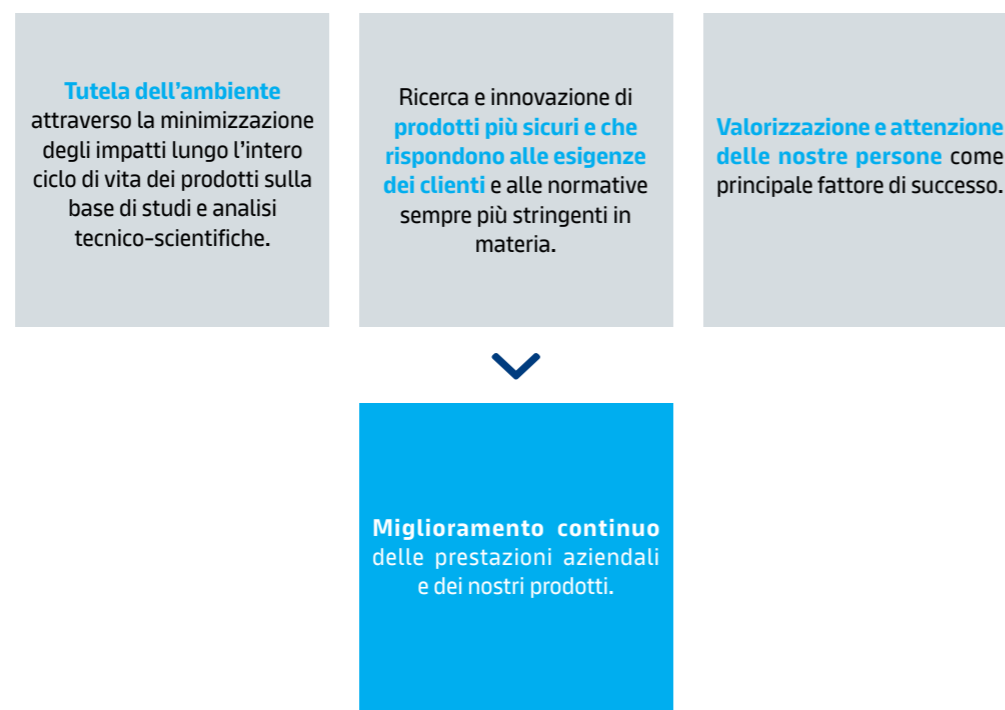 Tutela dell’ambiente
attraverso la minimizzazione
degli impatti lungo l’intero
ciclo di vita dei prodotti sulla
base di studi e analisi
tecnico-scientifiche.
Ricerca e innovazione di
prodotti più sicuri e che
rispondono alle esigenze
dei clienti e alle normative
sempre più stringenti in
materia.
Valorizzazione e attenzione
delle nostre persone come
principale fattore di successo.
Miglioramento continuo
delle prestazioni aziendali
e dei nostri prodotti.